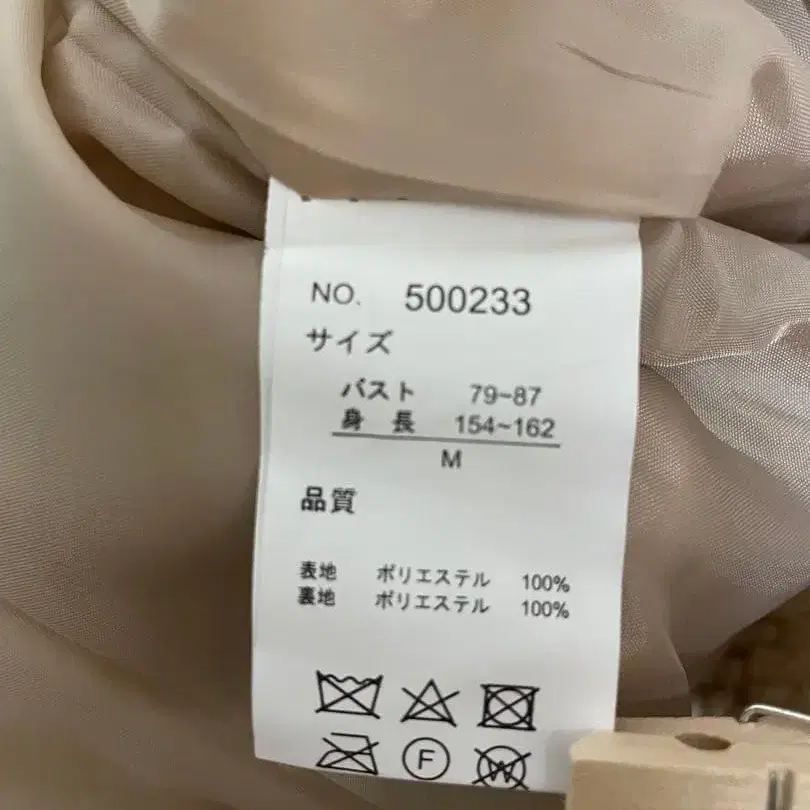 NO. 500233
サイズ
バスト 79~87
身 長 154~162
M
品質
表地 ポリエステル 100%
裏地 ポリエステル 100%
F
W